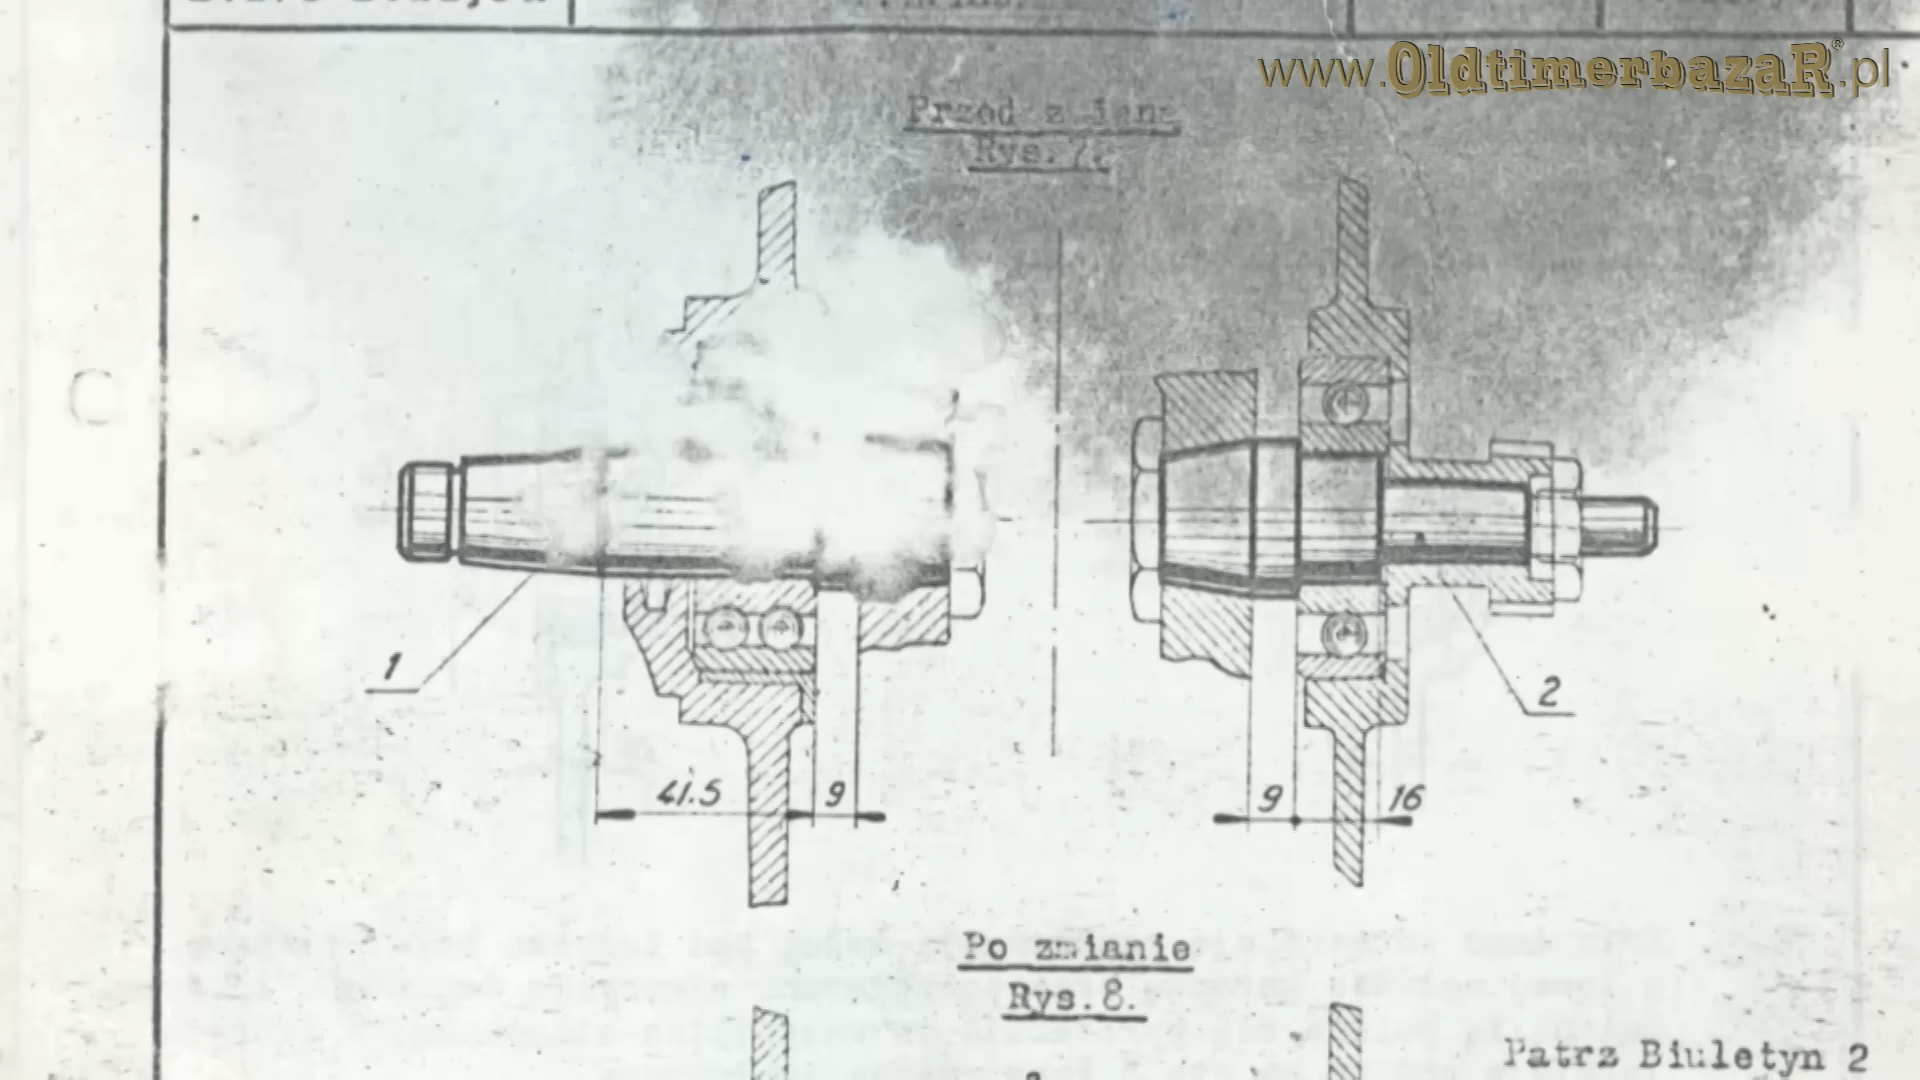 www.OldtimerbazaR®.pl
Przed
Rys.7.
1
2
41.5
9
9
16
Po zmianie
Rys.8.
Patrz Biuletyn 2